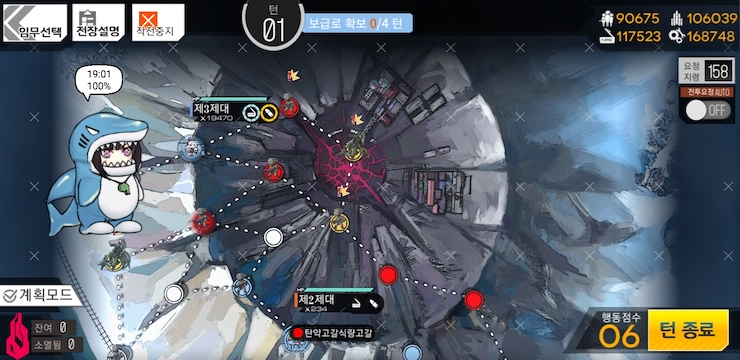 임무선택
전장설명
작전중지
턴
01
보급로 확보 0/4 턴
90675
106039
117523
168748
요정
지령
158
전투요정 AUTO
OFF
19:01
100%
제3제대
x19470
제2제대
x234
탄약고갈식량고갈
계획모드
잔여 0
소멸됨 0
행동점수
06
턴 종료